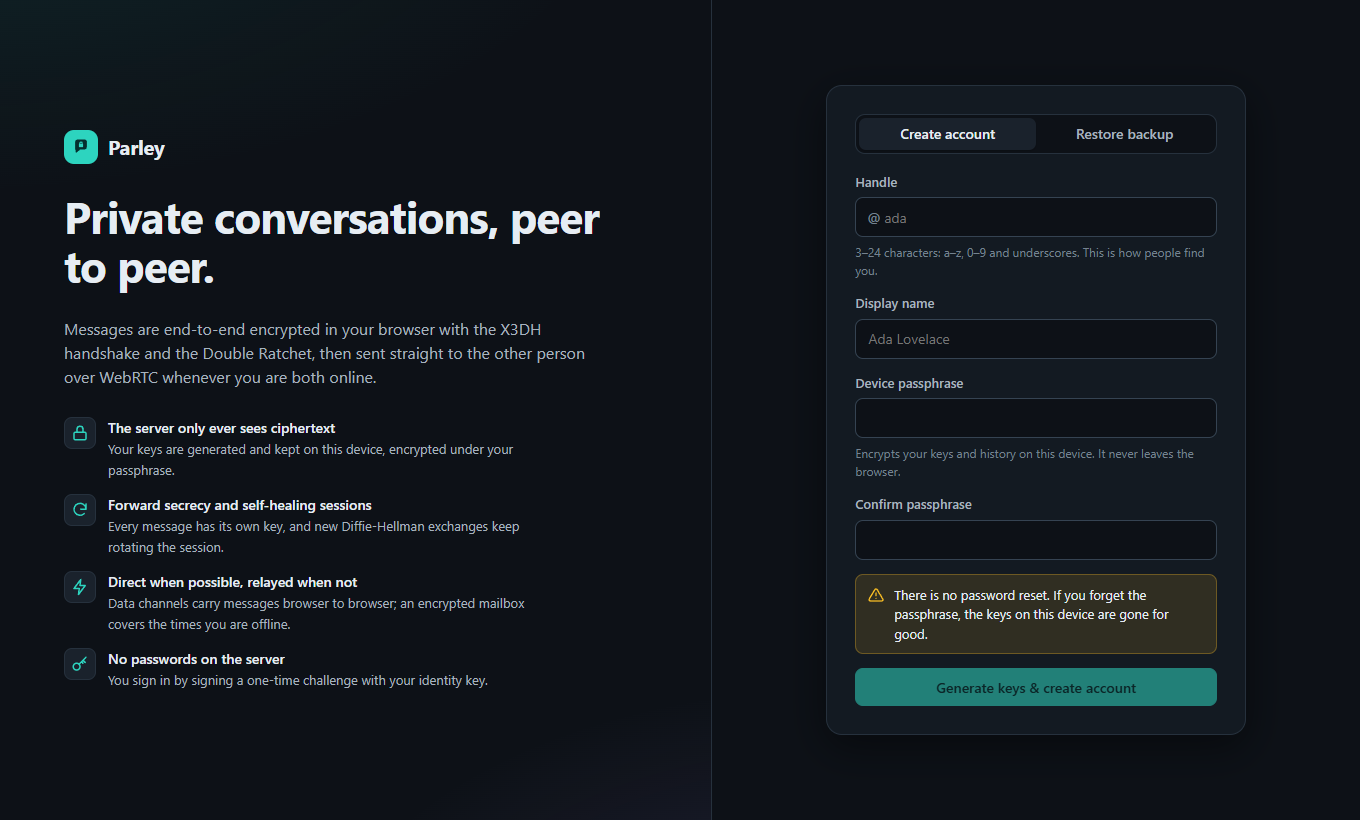 Parley
Private conversations, peer
to peer.
Messages are end-to-end encrypted in your browser with the X3DH
handshake and the Double Ratchet, then sent straight to the other person
over WebRTC whenever you are both online.
The server only ever sees ciphertext
Your keys are generated and kept on this device, encrypted under your
passphrase.
Forward secrecy and self-healing sessions
Every message has its own key, and new Diffie-Hellman exchanges keep
rotating the session.
Direct when possible, relayed when not
Data channels carry messages browser to browser; an encrypted mailbox
covers the times you are offline.
No passwords on the server
You sign in by signing a one-time challenge with your identity key.
Create account
Restore backup
Handle
@ ada
3–24 characters: a–z, 0–9 and underscores. This is how people find
you.
Display name
Ada Lovelace
Device passphrase
Encrypts your keys and history on this device. It never leaves the
browser.
Confirm passphrase
There is no password reset. If you forget the
passphrase, the keys on this device are gone for
good.
Generate keys & create account